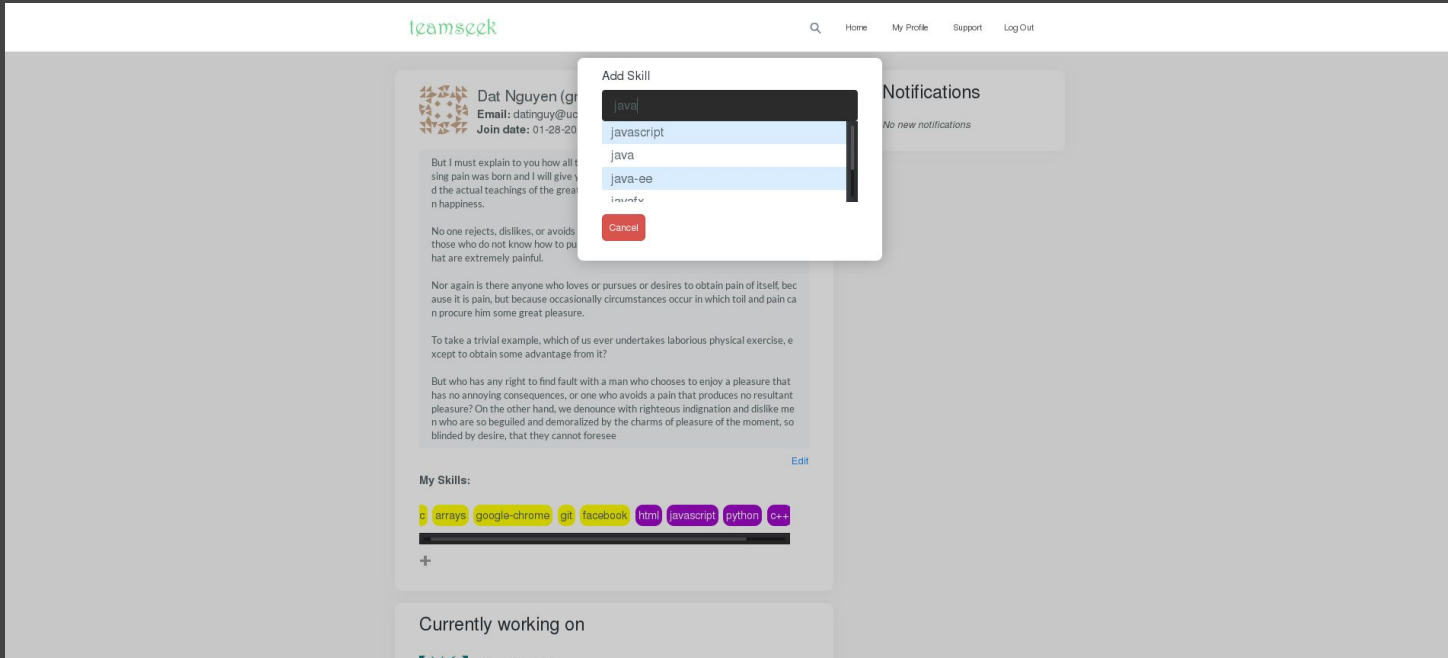 teamseek
Home
My Profile
Support
Log Out
Add Skill
java
javascript
java
java-ee
javafx
Cancel
Dat Nguyen (gr
Email: datinguy@uc
Join date: 01-28-20
But I must explain to you how all t
sing pain was born and I will give y
d the actual teachings of the great
n happiness.
No one rejects, dislikes, or avoids
those who do not know how to pu
hat are extremely painful.
Nor again is there anyone who loves or pursues or desires to obtain pain of itself, bec
ause it is pain, but because occasionally circumstances occur in which toil and pain ca
n procure him some great pleasure.
To take a trivial example, which of us ever undertakes laborious physical exercise, e
xcept to obtain some advantage from it?
But who has any right to find fault with a man who chooses to enjoy a pleasure that
has no annoying consequences, or one who avoids a pain that produces no resultant
pleasure? On the other hand, we denounce with righteous indignation and dislike me
n who are so beguiled and demoralized by the charms of pleasure of the moment, so
blinded by desire, that they cannot foresee
Edit
My Skills:
c arrays google-chrome git facebook html javascript python c++
+
Currently working on
Notifications
No new notifications